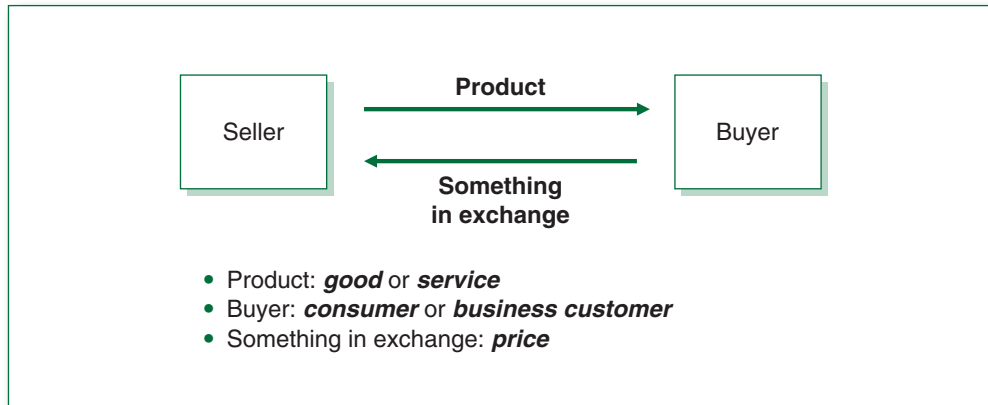 Product
Seller
Buyer
Something
in exchange
• Product: good or service
• Buyer: consumer or business customer
• Something in exchange: price